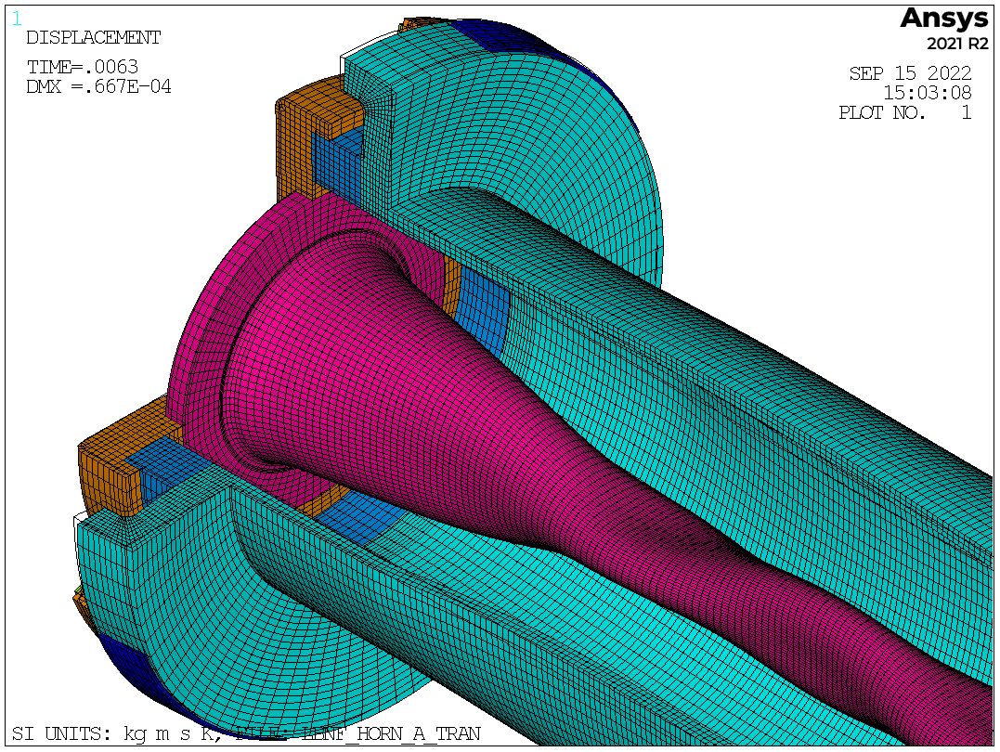 1
DISPLACEMENT
TIME=.0063
DMX =.667E-04
Ansys
2021 R2
SEP 15 2022
15:03:08
PLOT NO. 1
SI UNITS: kg m s K, LBNF_HORN_A_TRAN